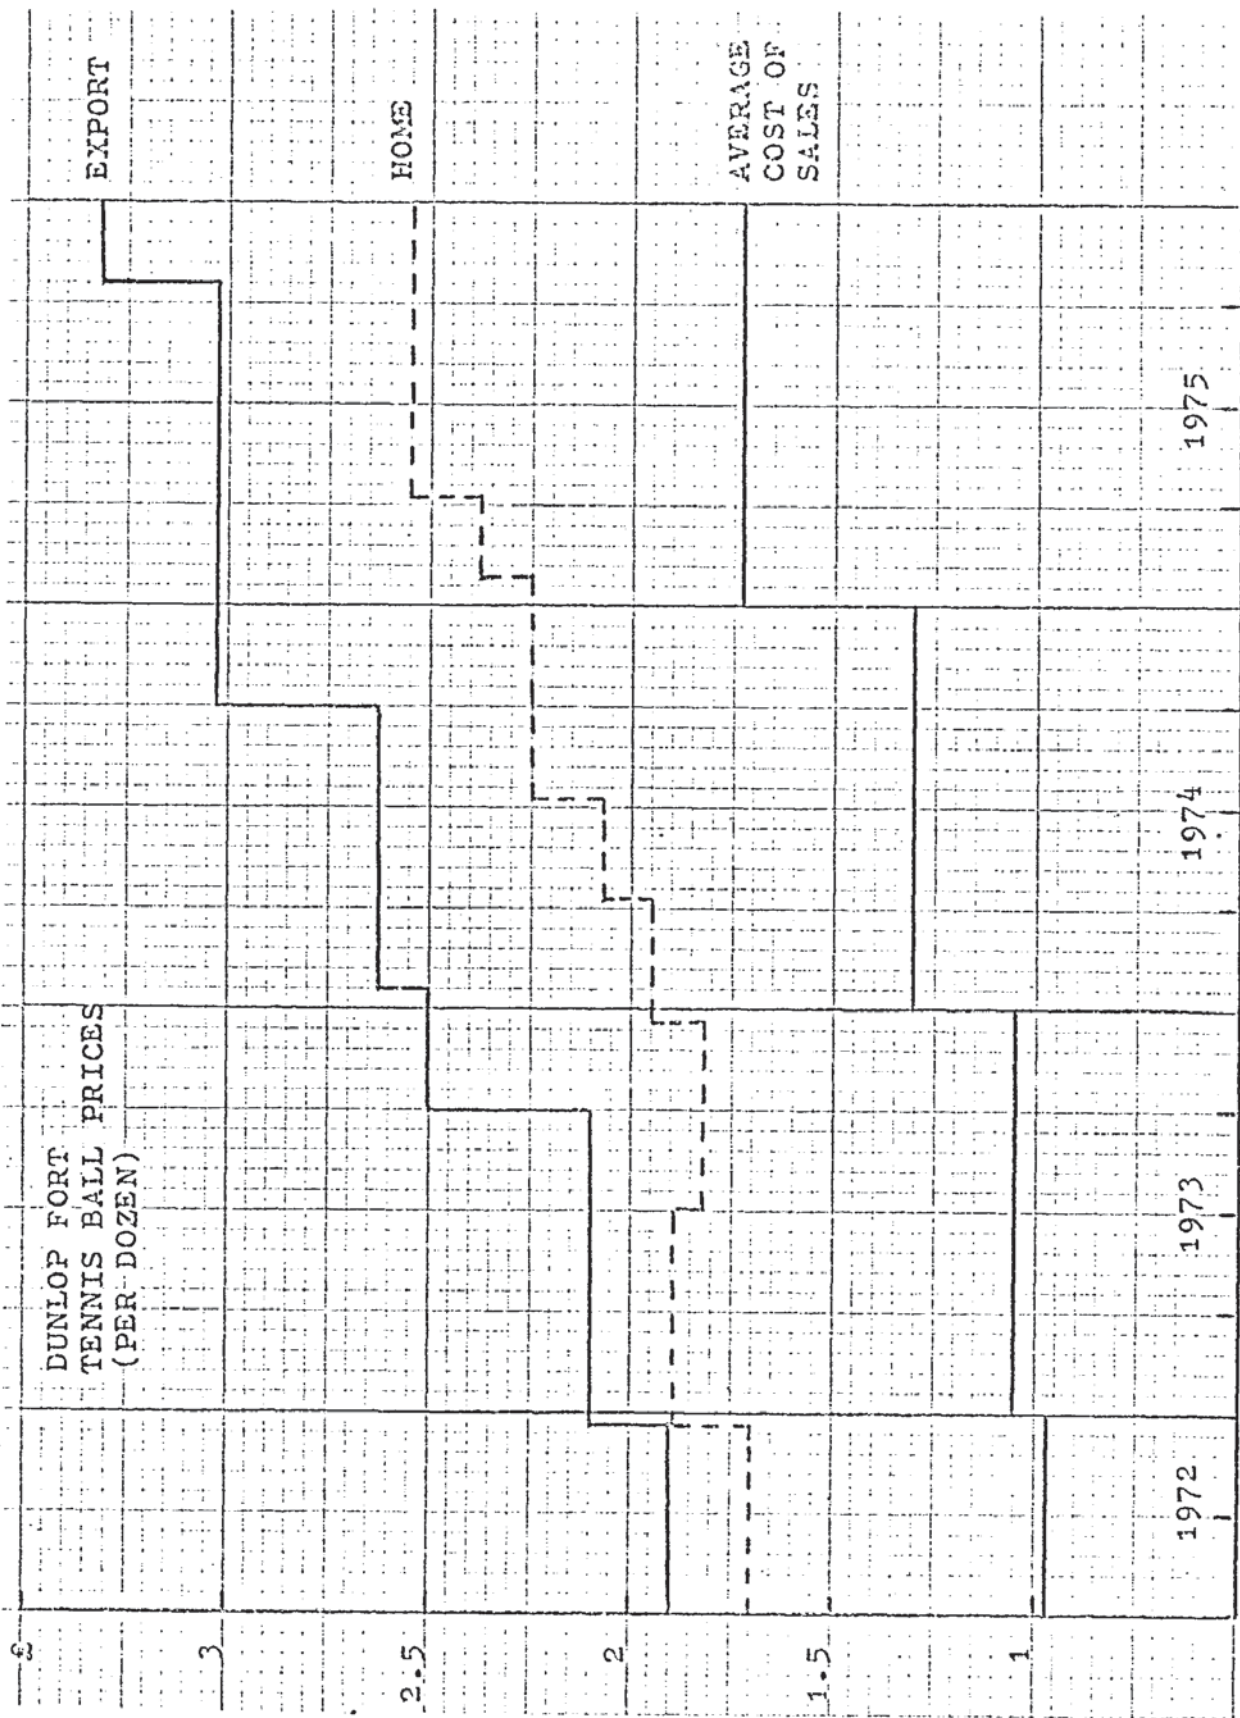 DUNLOP FORT
TENNIS BALL PRICES
(PER DOZEN)
£
3
2.5
2
1.5
1
EXPORT
HOME
AVERAGE
COST OF
SALES
1972
1973
1974
1975